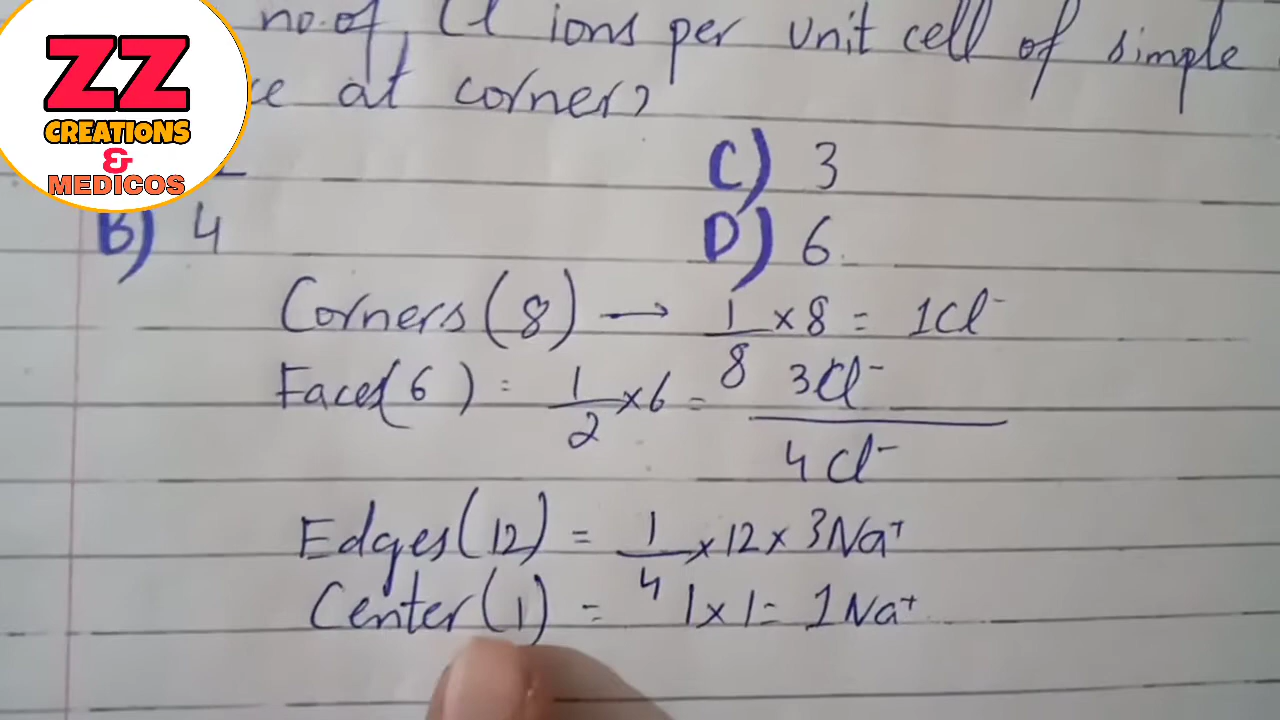 ZZ
CREATIONS
&
MEDICOS
no. of Cl ions per unit cell of simple
at corner?
C) 3
B) 4
D) 6
Corners (8) → 1/8 × 8 = 1Cl⁻
Faces (6) = 1/2 × 6 = 3Cl⁻
4Cl⁻
Edges (12) = 1/4 × 12 × 3Na⁺
Center (1) = 1 × 1 = 1Na⁺